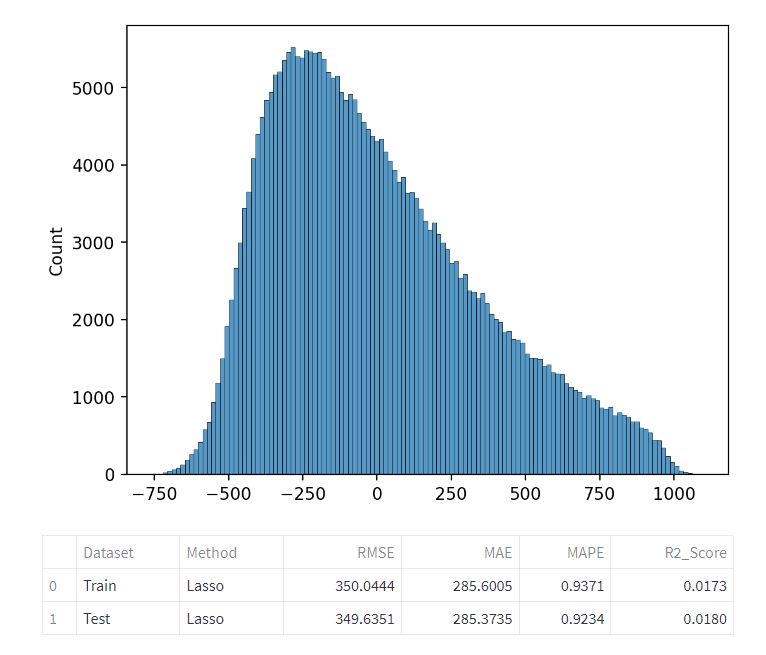 5000
4000
3000
2000
1000
0
Count
−750 −500 −250 0 250 500 750 1000
Dataset Method RMSE MAE MAPE R2_Score
0 Train Lasso 350.0444 285.6005 0.9371 0.0173
1 Test Lasso 349.6351 285.3735 0.9234 0.0180